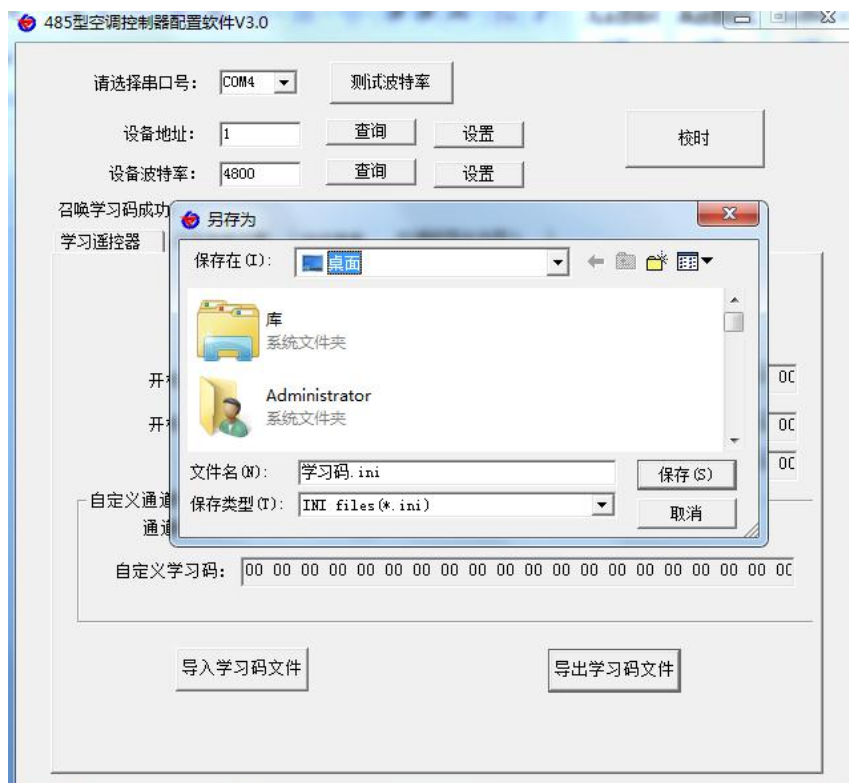 485型空调控制器配置软件V3.0
请选择串口号： COM4 测试波特率
设备地址： 1 查询 设置 校时
设备波特率： 4800 查询 设置
召唤学习码成功
另存为
学习遥控器
保存在(I)： 桌面
库
系统文件夹
开 00
Administrator
系统文件夹
开 00
00
文件名(N)： 学习码.ini 保存(S)
自定义通道
保存类型(T)： INI files(*.ini) 取消
通道
自定义学习码： 00 00 00 00 00 00 00 00 00 00 00 00 00 00 00 00 00 00 00 00
导入学习码文件 导出学习码文件